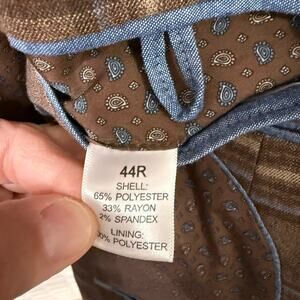 44R
SHELL:
65% POLYESTER
33% RAYON
2% SPANDEX
LINING:
POLYESTER